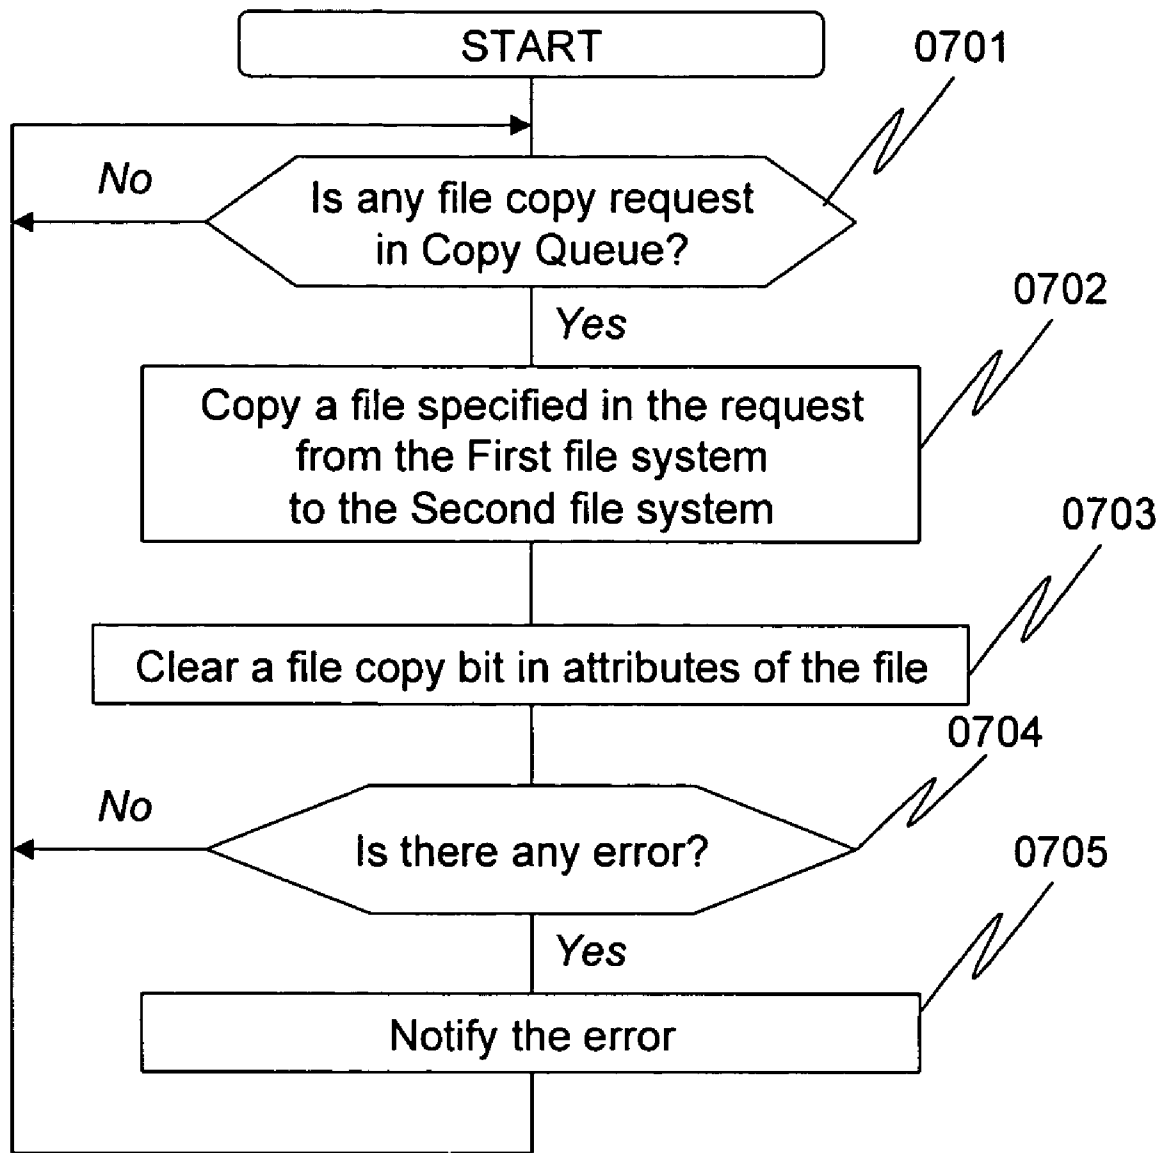 START
0701
No
Is any file copy request
in Copy Queue?
0702
Yes
Copy a file specified in the request
from the First file system
to the Second file system
0703
Clear a file copy bit in attributes of the file
0704
No
Is there any error?
0705
Yes
Notify the error